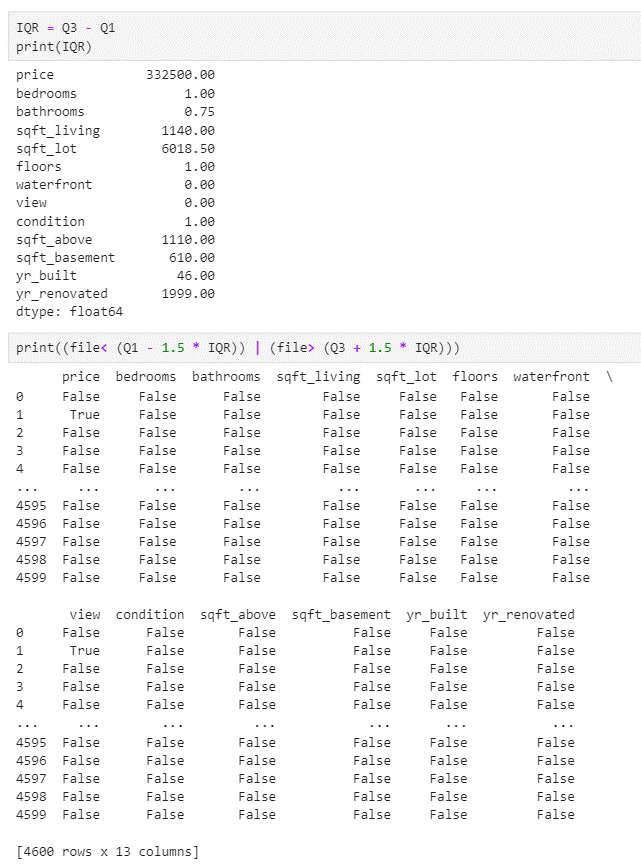 IQR = Q3 - Q1
print(IQR)
price 332500.00
bedrooms 1.00
bathrooms 0.75
sqft_living 1140.00
sqft_lot 6018.50
floors 1.00
waterfront 0.00
view 0.00
condition 1.00
sqft_above 1110.00
sqft_basement 610.00
yr_built 46.00
yr_renovated 1999.00
dtype: float64
print((file< (Q1 - 1.5 * IQR)) | (file> (Q3 + 1.5 * IQR)))
price bedrooms bathrooms sqft_living sqft_lot floors waterfront \
0 False False False False False False False
1 True False False False False False False
2 False False False False False False False
3 False False False False False False False
4 False False False False False False False
... ... ... ... ... ... ... ...
4595 False False False False False False False
4596 False False False False False False False
4597 False False False False False False False
4598 False False False False False False False
4599 False False False False False False False
view condition sqft_above sqft_basement yr_built yr_renovated
0 False False False False False False
1 True False False False False False
2 False False False False False False
3 False False False False False False
4 False False False False False False
... ... ... ... ... ... ...
4595 False False False False False False
4596 False False False False False False
4597 False False False False False False
4598 False False False False False False
4599 False False False False False False
[4600 rows x 13 columns]